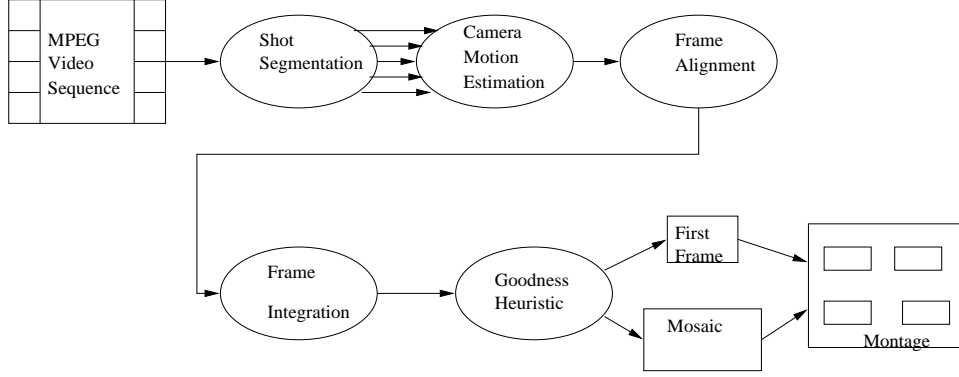 MPEG
Video
Sequence
Shot
Segmentation
Camera
Motion
Estimation
Frame
Alignment
Frame
Integration
Goodness
Heuristic
First
Frame
Mosaic
Montage